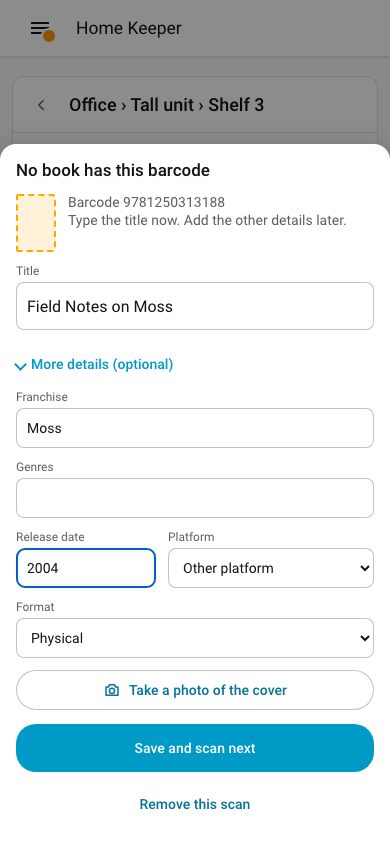 Home Keeper
Office › Tall unit › Shelf 3
No book has this barcode
Barcode 9781250313188
Type the title now. Add the other details later.
Title
Field Notes on Moss
More details (optional)
Franchise
Moss
Genres
Release date
Platform
2004
Other platform
Format
Physical
Take a photo of the cover
Save and scan next
Remove this scan